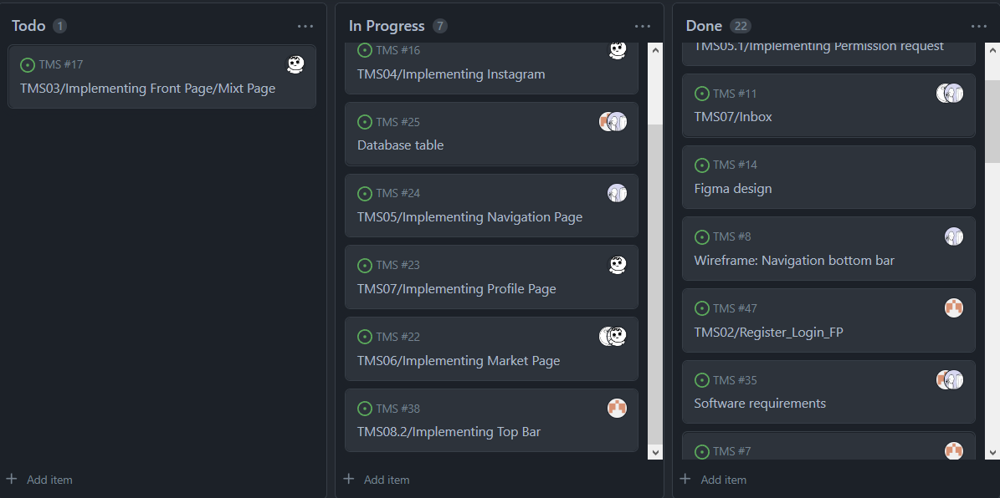 Todo 1
TMS #17
TMS03/Implementing Front Page/Mixt Page
Add item
In Progress 7
TMS #16
TMS04/Implementing Instagram
TMS #25
Database table
TMS #24
TMS05/Implementing Navigation Page
TMS #23
TMS07/Implementing Profile Page
TMS #22
TMS06/Implementing Market Page
TMS #38
TMS08.2/Implementing Top Bar
Add item
Done 22
TMS05.1/Implementing Permission request
TMS #11
TMS07/Inbox
TMS #14
Figma design
TMS #8
Wireframe: Navigation bottom bar
TMS #47
TMS02/Register_Login_FP
TMS #35
Software requirements
TMS #7
Add item